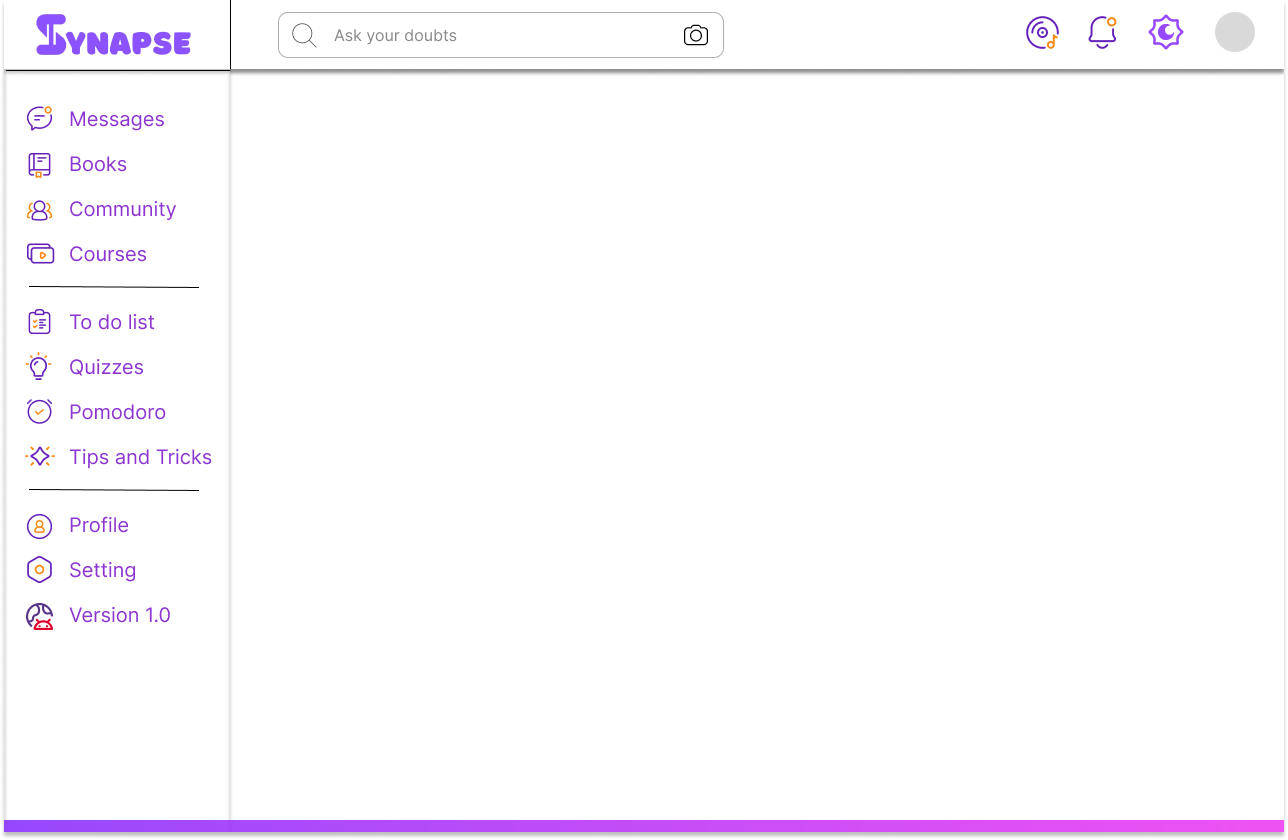 SYNAPSE
Ask your doubts
Messages
Books
Community
Courses
To do list
Quizzes
Pomodoro
Tips and Tricks
Profile
Setting
Version 1.0